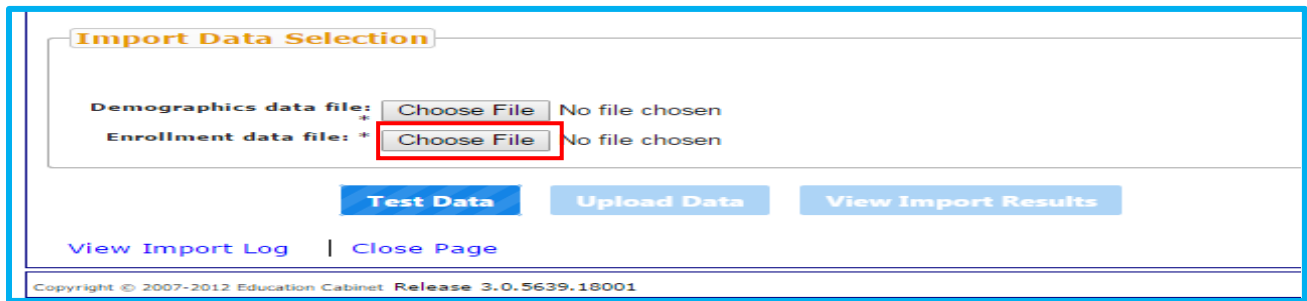 Import Data Selection
Demographics data file: * Choose File No file chosen
Enrollment data file: * Choose File No file chosen
Test Data Upload Data View Import Results
View Import Log | Close Page
Copyright © 2007-2012 Education Cabinet Release 3.0.5639.18001